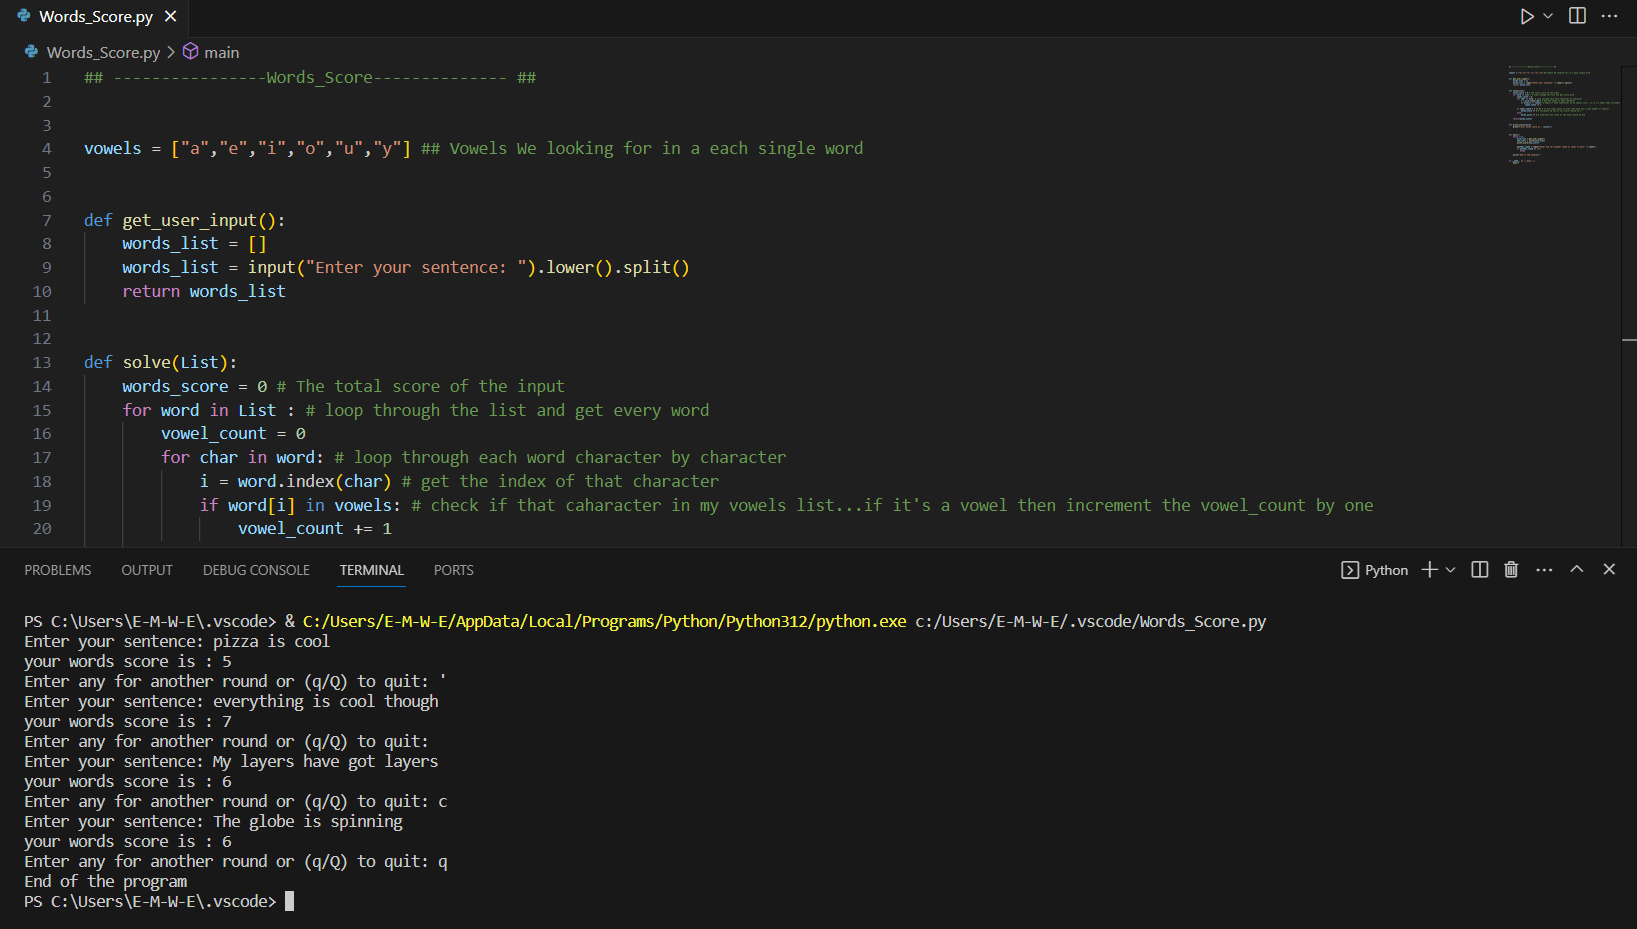 Words_Score.py
Words_Score.py > main
1 ## ----------------Words_Score-------------- ##
2
3
4 vowels = ["a","e","i","o","u","y"] ## Vowels We looking for in a each single word
5
6
7 def get_user_input():
8 words_list = []
9 words_list = input("Enter your sentence: ").lower().split()
10 return words_list
11
12
13 def solve(List):
14 words_score = 0 # The total score of the input
15 for word in List : # loop through the list and get every word
16 vowel_count = 0
17 for char in word: # loop through each word character by character
18 i = word.index(char) # get the index of that character
19 if word[i] in vowels: # check if that caharacter in my vowels list...if it's a vowel then increment the vowel_count by one
20 vowel_count += 1
PROBLEMS OUTPUT DEBUG CONSOLE TERMINAL PORTS Python
PS C:\Users\E-M-W-E\.vscode> & C:/Users/E-M-W-E/AppData/Local/Programs/Python/Python312/python.exe c:/Users/E-M-W-E/.vscode/Words_Score.py
Enter your sentence: pizza is cool
your words score is : 5
Enter any for another round or (q/Q) to quit: '
Enter your sentence: everything is cool though
your words score is : 7
Enter any for another round or (q/Q) to quit:
Enter your sentence: My layers have got layers
your words score is : 6
Enter any for another round or (q/Q) to quit: c
Enter your sentence: The globe is spinning
your words score is : 6
Enter any for another round or (q/Q) to quit: q
End of the program
PS C:\Users\E-M-W-E\.vscode>